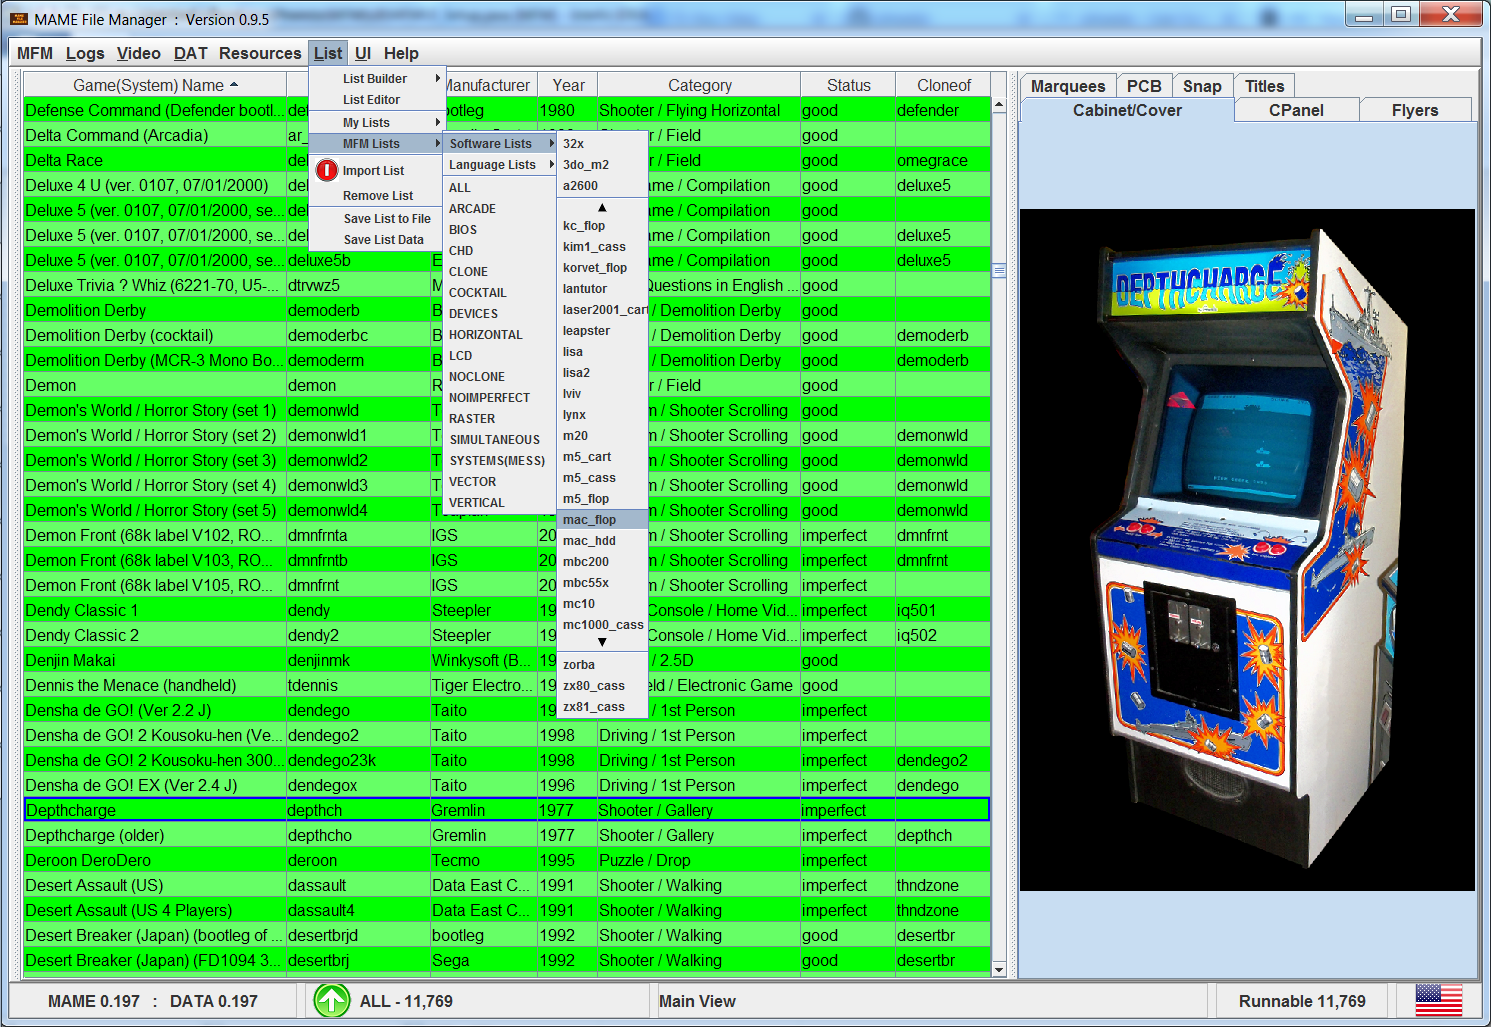 MAME File Manager : Version 0.9.5
MFM Logs Video DAT Resources List UI Help
Game(System) Name Manufacturer Year Category Status Cloneof
Defense Command (Defender bootl... 1980 Shooter / Flying Horizontal good defender
Delta Command (Arcadia) / Field good
Delta Race / Field good omegrace
Deluxe 4 U (ver. 0107, 07/01/2000) / Compilation good deluxe5
Deluxe 5 (ver. 0107, 07/01/2000, se... / Compilation good
Deluxe 5 (ver. 0107, 07/01/2000, se... / Compilation good deluxe5
Deluxe 5 (ver. 0107, 07/01/2000, se... deluxe5b / Compilation good deluxe5
Deluxe Trivia ? Whiz (6221-70, U5-... dtrvwz5 Questions in English ... good
Demolition Derby demoderb / Demolition Derby good
Demolition Derby (cocktail) demoderbc / Demolition Derby good demoderb
Demolition Derby (MCR-3 Mono Bo... demoderm / Demolition Derby good demoderb
Demon demon / Field good
Demon's World / Horror Story (set 1) demonwld / Shooter Scrolling good
Demon's World / Horror Story (set 2) demonwld1 / Shooter Scrolling good demonwld
Demon's World / Horror Story (set 3) demonwld2 / Shooter Scrolling good demonwld
Demon's World / Horror Story (set 4) demonwld3 / Shooter Scrolling good demonwld
Demon's World / Horror Story (set 5) demonwld4 / Shooter Scrolling good demonwld
Demon Front (68k label V102, RO... dmnfrnta IGS / Shooter Scrolling imperfect dmnfrnt
Demon Front (68k label V103, RO... dmnfrntb IGS / Shooter Scrolling imperfect dmnfrnt
Demon Front (68k label V105, RO... dmnfrnt IGS / Shooter Scrolling imperfect
Dendy Classic 1 dendy Steepler Console / Home Vid... imperfect iq501
Dendy Classic 2 dendy2 Steepler Console / Home Vid... imperfect iq502
Denjin Makai denjinmk Winkysoft (B... / 2.5D good
Dennis the Menace (handheld) tdennis Tiger Electro... / Electronic Game good
Densha de GO! (Ver 2.2 J) dendego Taito / 1st Person imperfect
Densha de GO! 2 Kousoku-hen (Ve... dendego2 Taito 1998 Driving / 1st Person imperfect
Densha de GO! 2 Kousoku-hen 300... dendego23k Taito 1998 Driving / 1st Person imperfect dendego2
Densha de GO! EX (Ver 2.4 J) dendegox Taito 1996 Driving / 1st Person imperfect dendego
Depthcharge depthch Gremlin 1977 Shooter / Gallery imperfect
Depthcharge (older) depthcho Gremlin 1977 Shooter / Gallery imperfect depthch
Deroon DeroDero deroon Tecmo 1995 Puzzle / Drop imperfect
Desert Assault (US) dassault Data East C... 1991 Shooter / Walking imperfect thndzone
Desert Assault (US 4 Players) dassault4 Data East C... 1991 Shooter / Walking imperfect thndzone
Desert Breaker (Japan) (bootleg of ... desertbrjd bootleg 1992 Shooter / Walking good desertbr
Desert Breaker (Japan) (FD1094 3... desertbrj Sega 1992 Shooter / Walking good desertbr
List Builder
List Editor
My Lists
MFM Lists
Import List
Remove List
Save List to File
Save List Data
Software Lists
Language Lists
ALL
ARCADE
BIOS
CHD
CLONE
COCKTAIL
DEVICES
HORIZONTAL
LCD
NOCLONE
NOIMPERFECT
RASTER
SIMULTANEOUS
SYSTEMS(MESS)
VECTOR
VERTICAL
32x
3do_m2
a2600
kc_flop
kim1_cass
korvet_flop
lantutor
laser2001_cart
leapster
lisa
lisa2
lviv
lynx
m20
m5_cart
m5_cass
m5_flop
mac_flop
mac_hdd
mbc200
mbc55x
mc10
mc1000_cass
zorba
zx80_cass
zx81_cass
Marquees PCB Snap Titles
Cabinet/Cover CPanel Flyers
DEPTHCHARGE
MAME 0.197 : DATA 0.197 ALL - 11,769 Main View Runnable 11,769